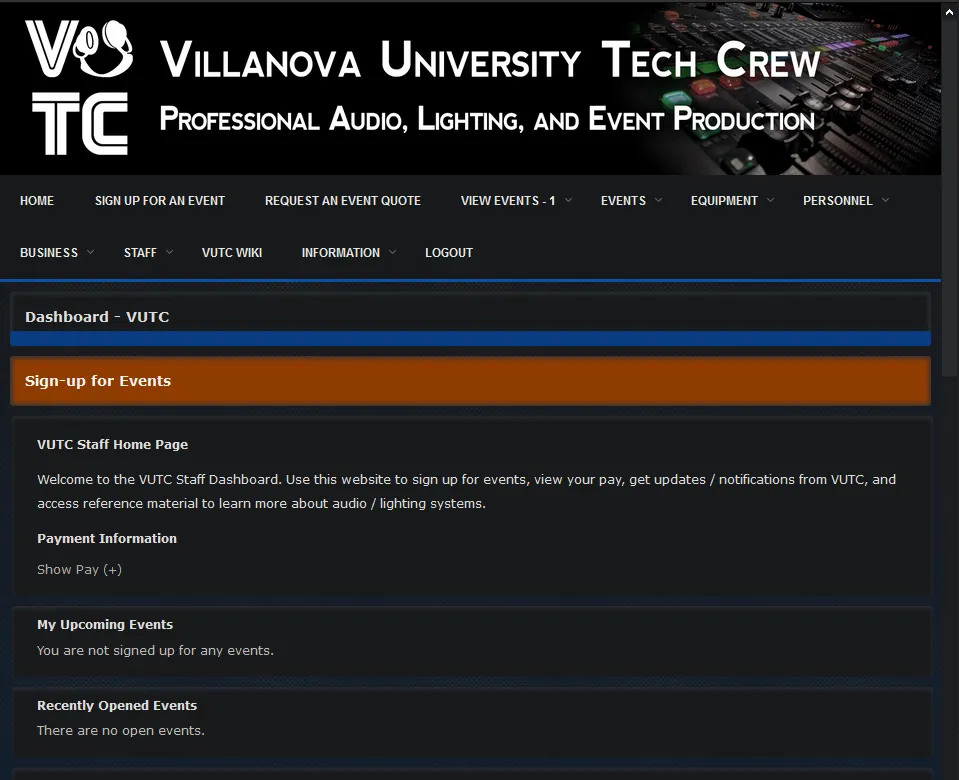 VU
TC
Villanova University Tech Crew
Professional Audio, Lighting, and Event Production
HOME SIGN UP FOR AN EVENT REQUEST AN EVENT QUOTE VIEW EVENTS - 1 EVENTS EQUIPMENT PERSONNEL
BUSINESS STAFF VUTC WIKI INFORMATION LOGOUT
Dashboard - VUTC
Sign-up for Events
VUTC Staff Home Page
Welcome to the VUTC Staff Dashboard. Use this website to sign up for events, view your pay, get updates / notifications from VUTC, and
access reference material to learn more about audio / lighting systems.
Payment Information
Show Pay (+)
My Upcoming Events
You are not signed up for any events.
Recently Opened Events
There are no open events.